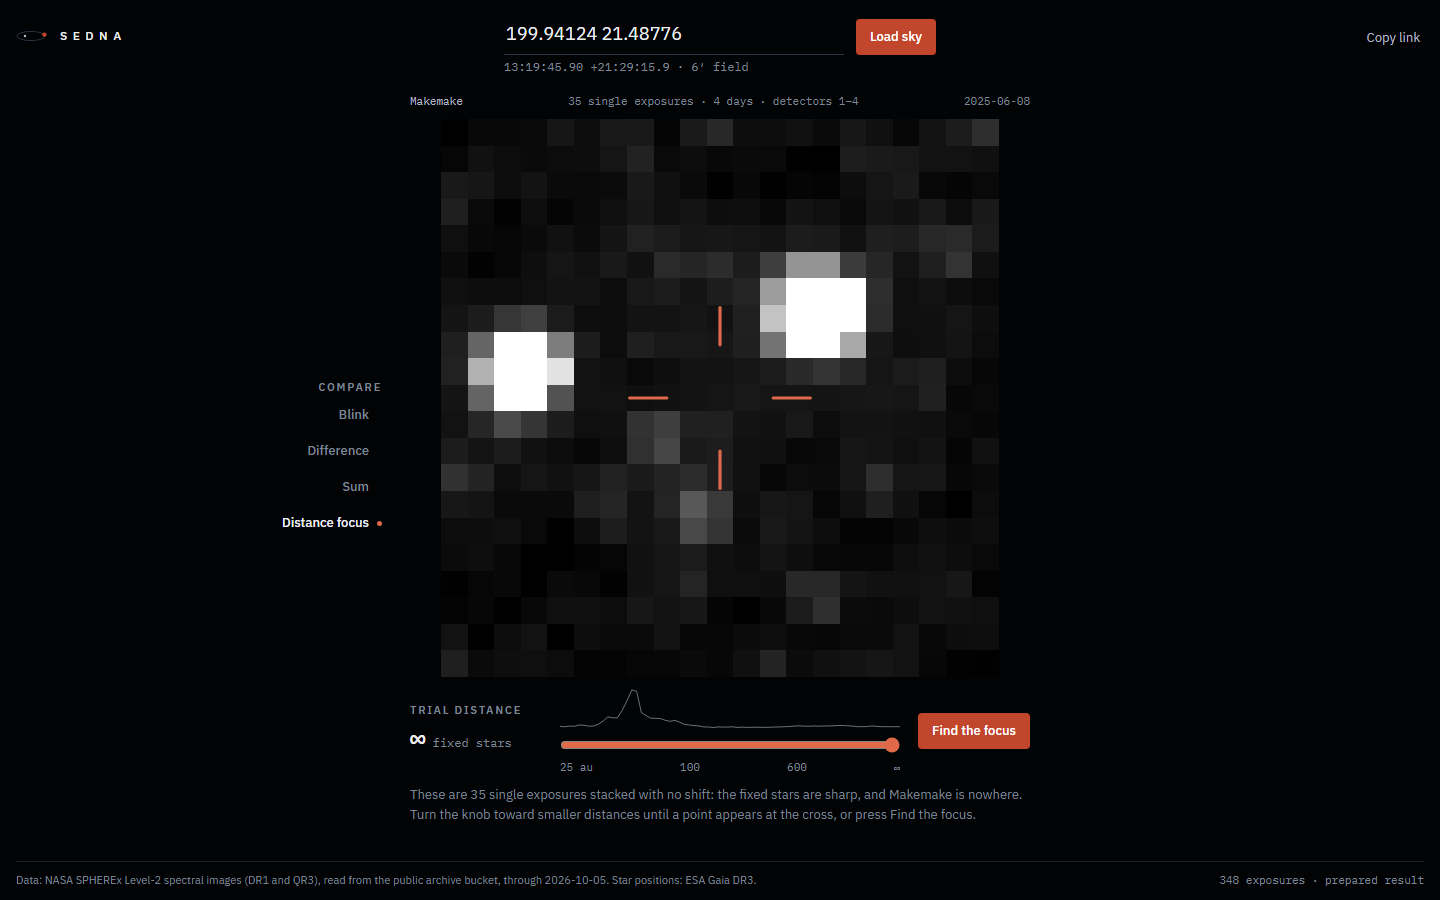 SEDNA
199.94124 21.48776
Load sky
Copy link
13:19:45.90 +21:29:15.9 · 6′ field
Makemake
35 single exposures · 4 days · detectors 1–4
2025-06-08
COMPARE
Blink
Difference
Sum
Distance focus
TRIAL DISTANCE
∞ fixed stars
25 au
100
600
∞
Find the focus
These are 35 single exposures stacked with no shift: the fixed stars are sharp, and Makemake is nowhere.
Turn the knob toward smaller distances until a point appears at the cross, or press Find the focus.
Data: NASA SPHEREx Level-2 spectral images (DR1 and QR3), read from the public archive bucket, through 2026-10-05. Star positions: ESA Gaia DR3.
348 exposures · prepared result